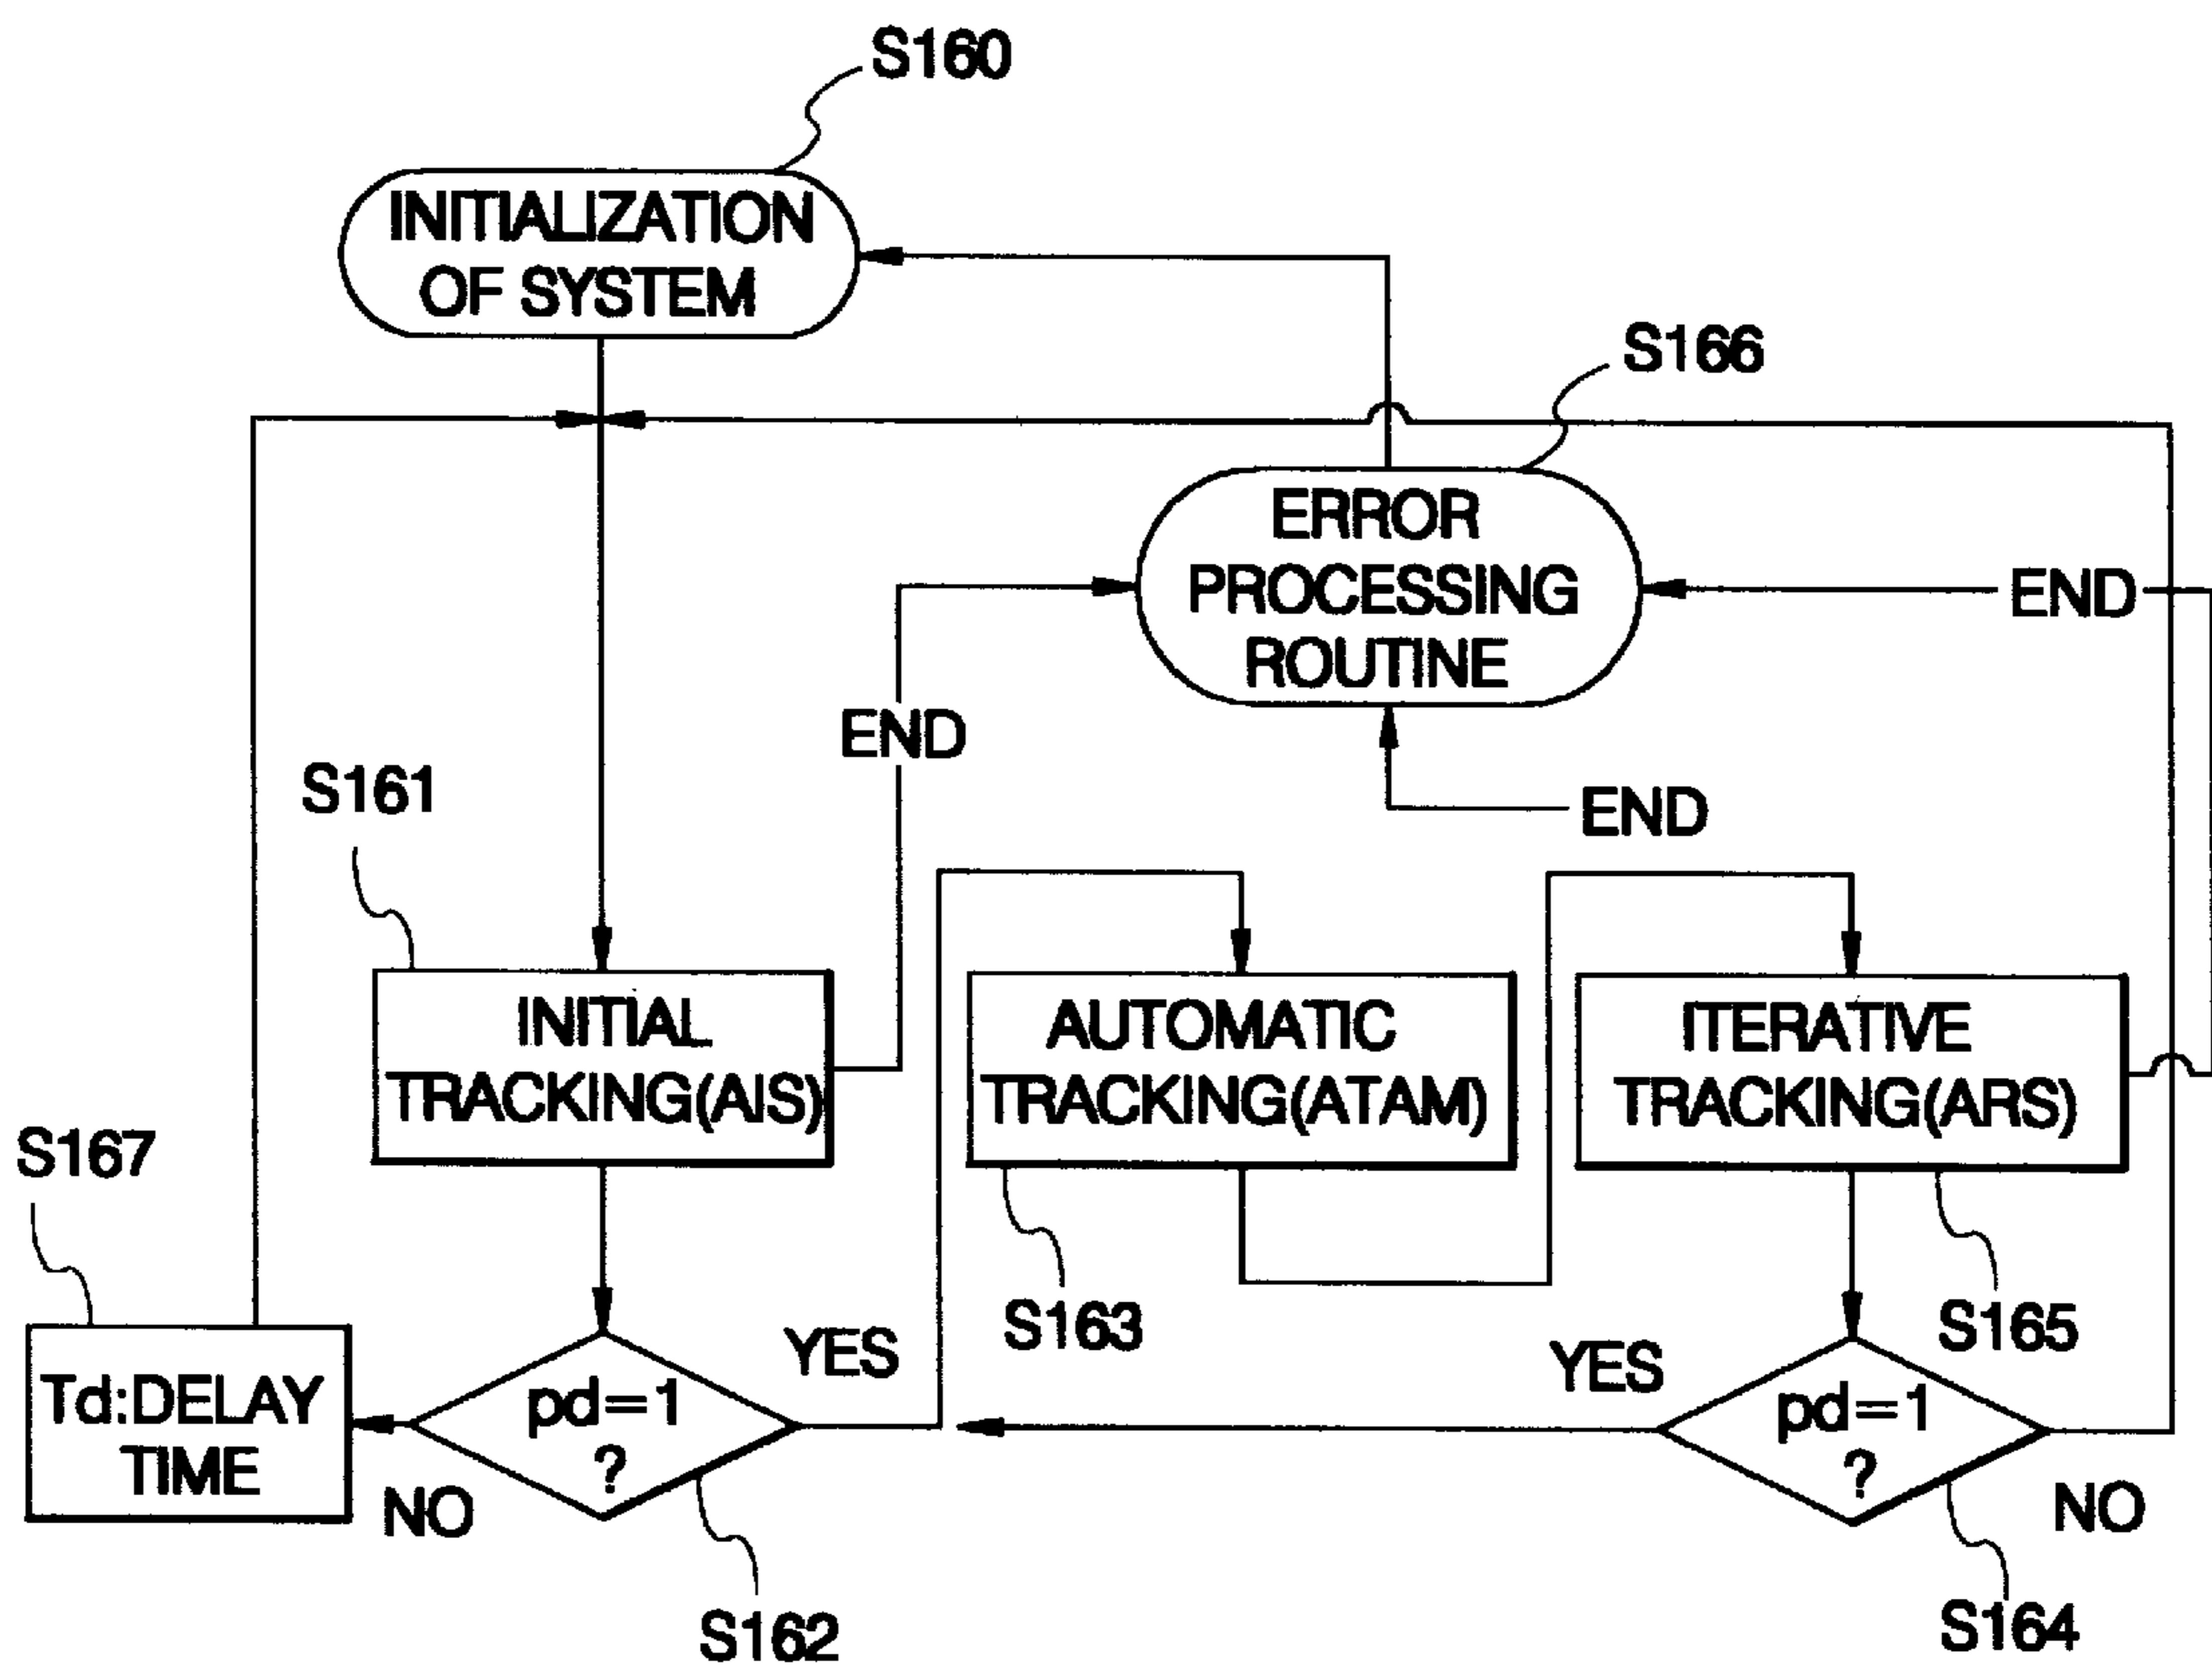 S160
INITIALIZATION
OF SYSTEM
S166
ERROR
PROCESSING
ROUTINE
END
END
END
S161
INITIAL
TRACKING(AIS)
AUTOMATIC
TRACKING(ATAM)
ITERATIVE
TRACKING(ARS)
S167
Td:DELAY
TIME
pd=1
?
YES
NO
S162
S163
S165
YES
pd=1
?
NO
S164